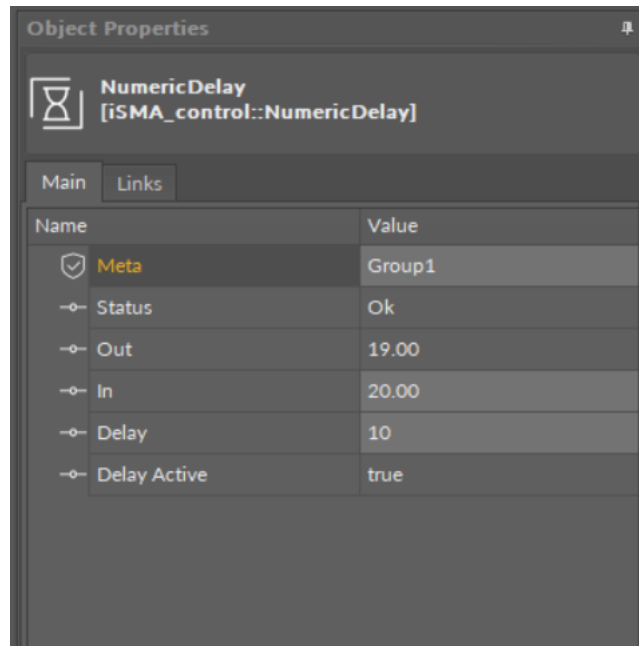 Object Properties
NumericDelay
[iSMA_control::NumericDelay]
Main Links
Name Value
Meta Group1
Status Ok
Out 19.00
In 20.00
Delay 10
Delay Active true